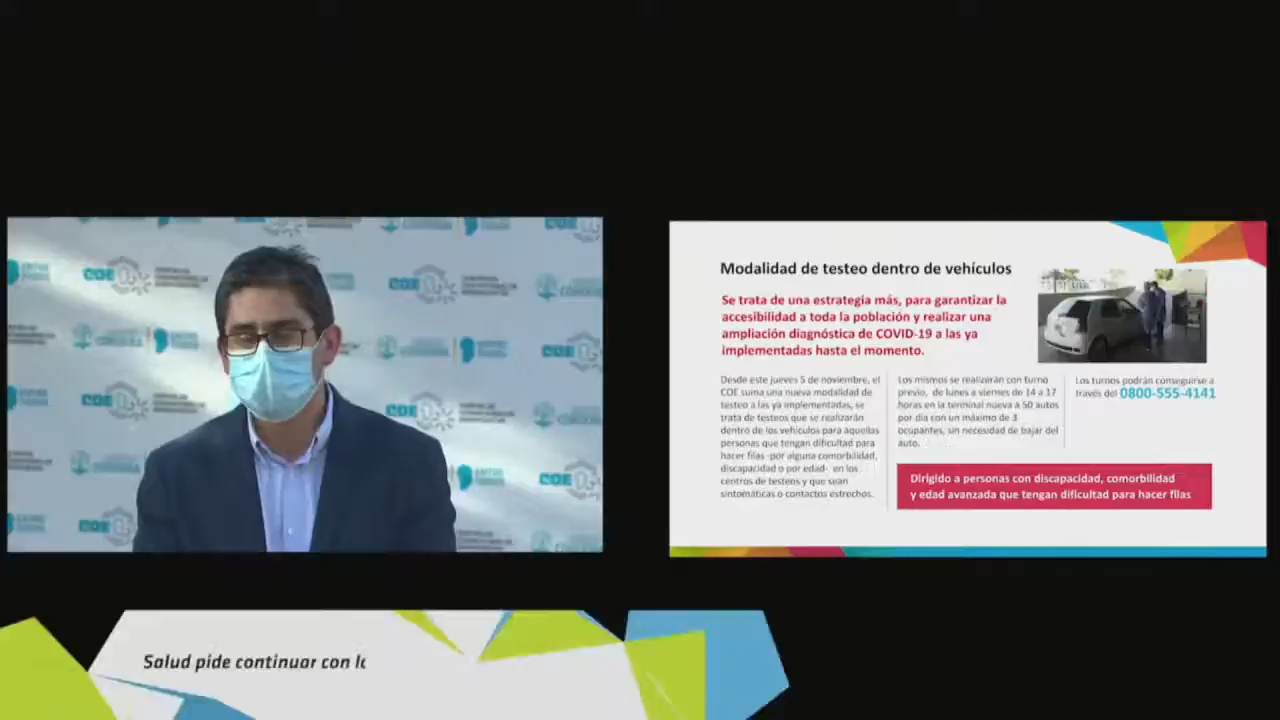 COE
COE
COE
COE
COE
COE
Modalidad de testeo dentro de vehículos
Se trata de una estrategia más, para garantizar la
accesibilidad a toda la población y realizar una
ampliación diagnóstica de COVID-19 a las ya
implementadas hasta el momento.
Desde este jueves 5 de noviembre, el
COE suma una nueva modalidad de
testeo a las ya implementadas, se
trata de testeos que se realizarán
dentro de los vehículos para aquellas
personas que tengan dificultad para
hacer filas -por alguna comorbilidad,
discapacidad o por edad- en los
centros de testeos y que sean
sintomáticas o contactos estrechos.
Los mismos se realizarán con turno
previo, de lunes a viernes de 14 a 17
horas en la terminal nueva a 50 autos
por día con un máximo de 3
ocupantes, sin necesidad de bajar del
auto.
Los turnos podrán conseguirse a
través del 0800-555-4141
Dirigido a personas con discapacidad, comorbilidad
y edad avanzada que tengan dificultad para hacer filas
Salud pide continuar con